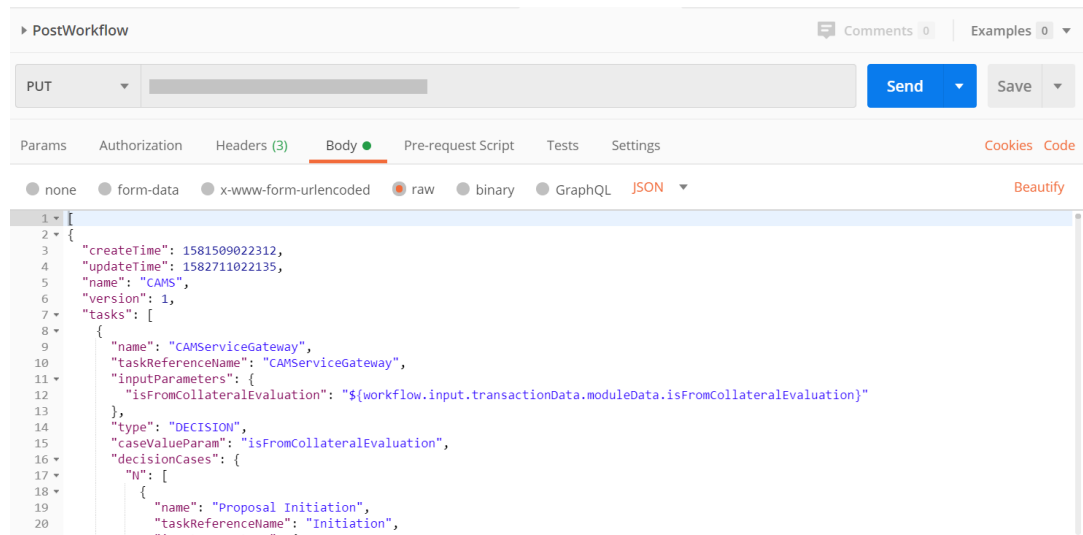 PostWorkflow Comments 0 Examples 0
PUT Send Save
Params Authorization Headers (3) Body Pre-request Script Tests Settings Cookies Code
none form-data x-www-form-urlencoded raw binary GraphQL JSON Beautify
1 [
2 {
3 "createTime": 1581509022312,
4 "updateTime": 1582711022135,
5 "name": "CAMS",
6 "version": 1,
7 "tasks": [
8 {
9 "name": "CAMServiceGateway",
10 "taskReferenceName": "CAMServiceGateway",
11 "inputParameters": {
12 "isFromCollateralEvaluation": "${workflow.input.transactionData.moduleData.isFromCollateralEvaluation}"
13 },
14 "type": "DECISION",
15 "caseValueParam": "isFromCollateralEvaluation",
16 "decisionCases": {
17 "N": [
18 {
19 "name": "Proposal Initiation",
20 "taskReferenceName": "Initiation",